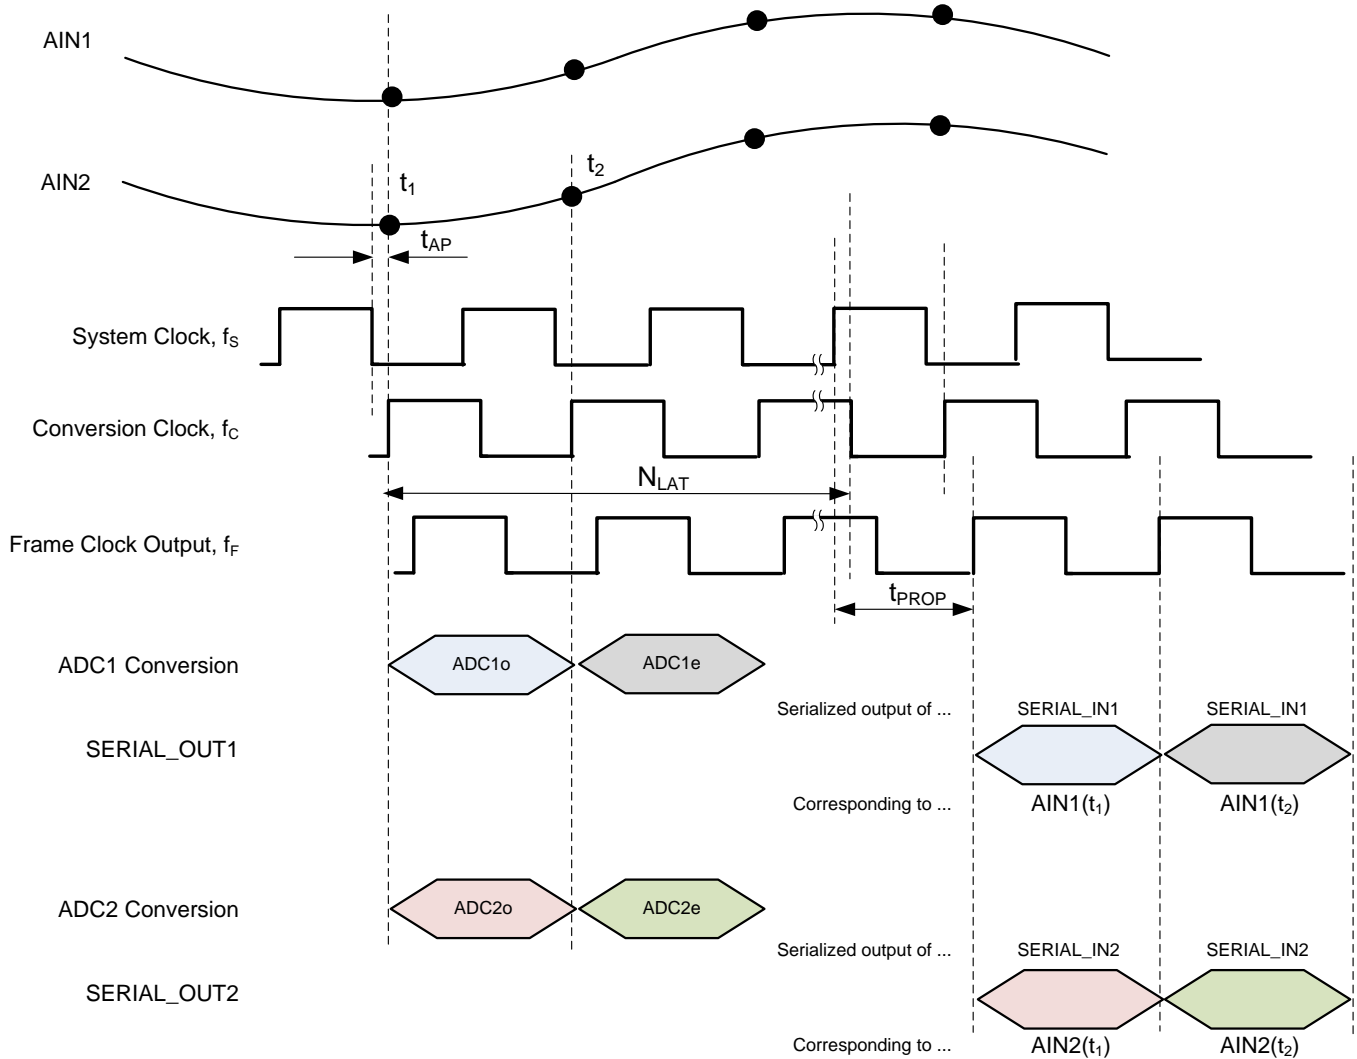 AIN1
AIN2
t1
t2
tAP
System Clock, fS
Conversion Clock, fC
NLAT
Frame Clock Output, fF
tPROP
ADC1 Conversion
ADC1o
ADC1e
Serialized output of ...
SERIAL_IN1
SERIAL_IN1
SERIAL_OUT1
Corresponding to ...
AIN1(t1)
AIN1(t2)
ADC2 Conversion
ADC2o
ADC2e
Serialized output of ...
SERIAL_IN2
SERIAL_IN2
SERIAL_OUT2
Corresponding to ...
AIN2(t1)
AIN2(t2)